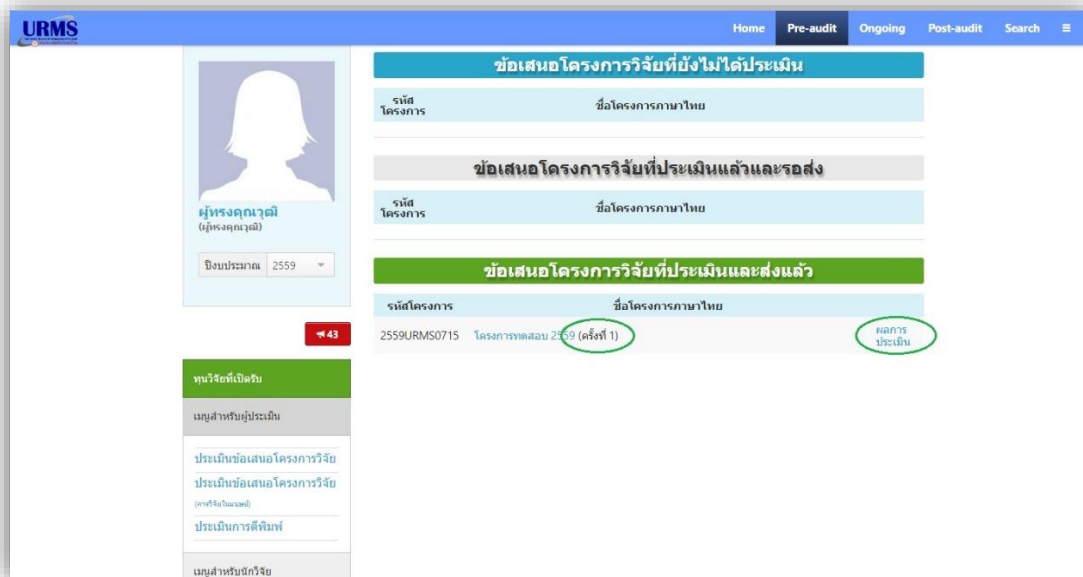 URMS
Home Pre-audit Ongoing Post-audit Search
ผู้ทรงคุณวุฒิ
(ผู้ทรงคุณวุฒิ)
ปีงบประมาณ 2559
43
ทุนวิจัยที่เปิดรับ
เมนูสำหรับผู้ประเมิน
ประเมินข้อเสนอโครงการวิจัย
ประเมินข้อเสนอโครงการวิจัย
(การวิจัยในมนุษย์)
ประเมินการตีพิมพ์
เมนูสำหรับนักวิจัย
ข้อเสนอโครงการวิจัยที่ยังไม่ได้ประเมิน
รหัส
โครงการ
ชื่อโครงการภาษาไทย
ข้อเสนอโครงการวิจัยที่ประเมินแล้วและรอส่ง
รหัส
โครงการ
ชื่อโครงการภาษาไทย
ข้อเสนอโครงการวิจัยที่ประเมินและส่งแล้ว
รหัสโครงการ ชื่อโครงการภาษาไทย
2559URMS0715 โครงการทดสอบ 2559 (ครั้งที่ 1)
ผลการ
ประเมิน